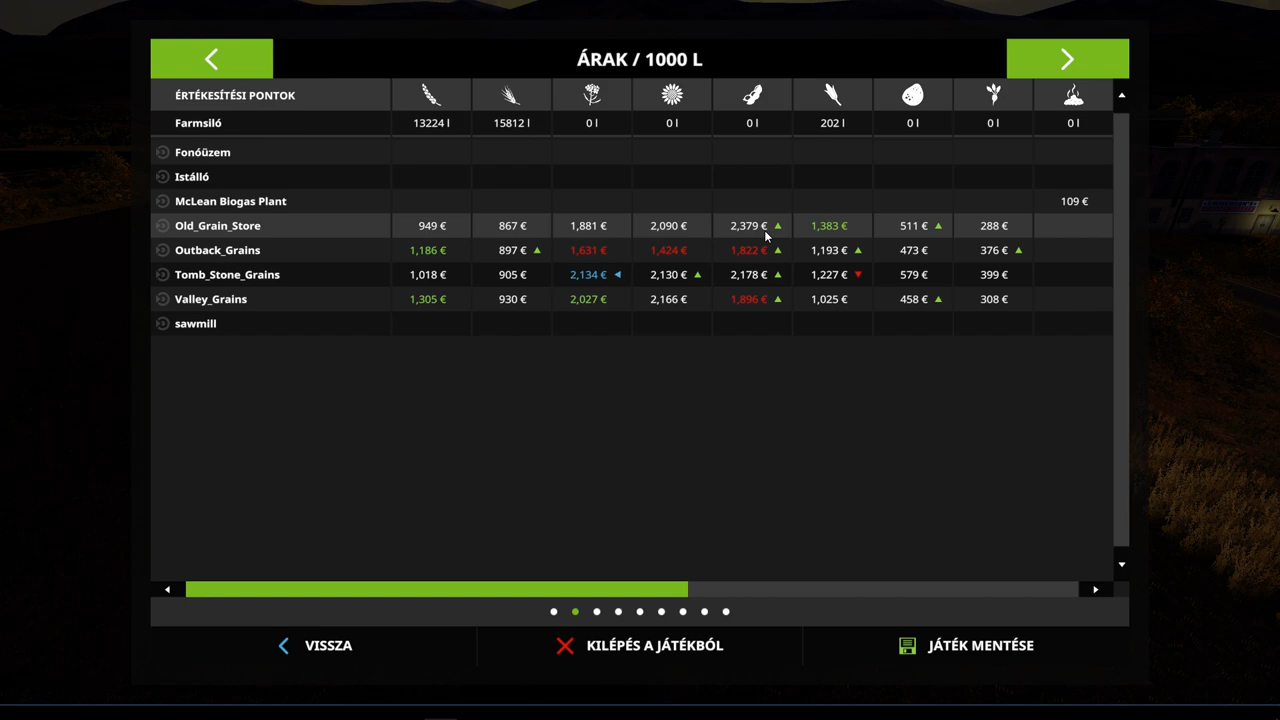 ÁRAK / 1000 L
ÉRTÉKESÍTÉSI PONTOK
Farmsiló 13224 l 15812 l 0 l 0 l 0 l 202 l 0 l 0 l 0 l
Fonóüzem
Istálló
McLean Biogas Plant 109 €
Old_Grain_Store 949 € 867 € 1,881 € 2,090 € 2,379 € 1,383 € 511 € 288 €
Outback_Grains 1,186 € 897 € 1,631 € 1,424 € 1,822 € 1,193 € 473 € 376 €
Tomb_Stone_Grains 1,018 € 905 € 2,134 € 2,130 € 2,178 € 1,227 € 579 € 399 €
Valley_Grains 1,305 € 930 € 2,027 € 2,166 € 1,896 € 1,025 € 458 € 308 €
sawmill
VISSZA KILÉPÉS A JÁTÉKBÓL JÁTÉK MENTÉSE